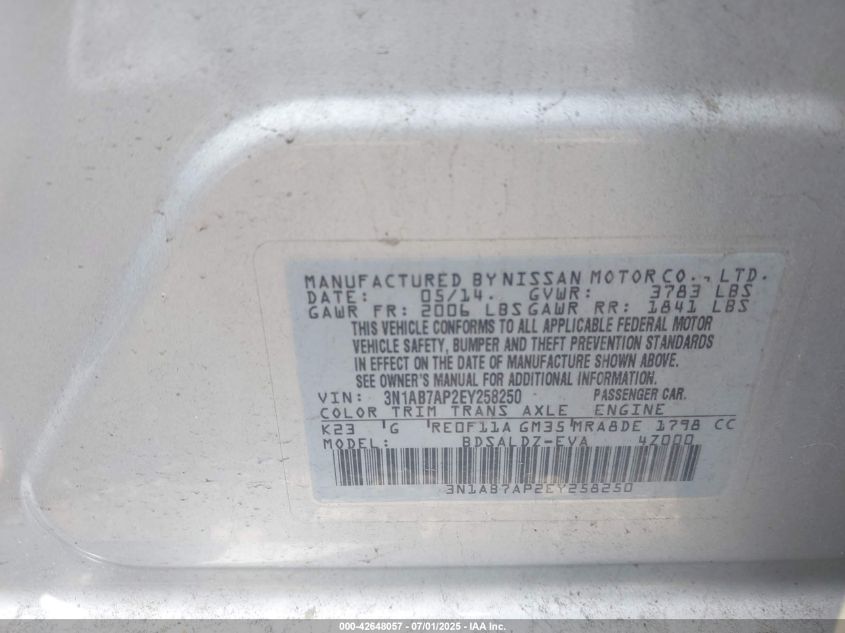 MANUFACTURED BY NISSAN MOTOR CO., LTD.
DATE: 05/14. GVWR: 3783 LBS
GAWR FR: 2006 LBS GAWR RR: 1841 LBS
THIS VEHICLE CONFORMS TO ALL APPLICABLE FEDERAL MOTOR
VEHICLE SAFETY, BUMPER AND THEFT PREVENTION STANDARDS
IN EFFECT ON THE DATE OF MANUFACTURE SHOWN ABOVE.
SEE OWNER'S MANUAL FOR ADDITIONAL INFORMATION.
VIN: 3N1AB7AP2EY258250 PASSENGER CAR.
COLOR TRIM TRANS AXLE ENGINE
K23 G RE0F11A GM35 MRA8DE 1798 CC
MODEL: BDSALDZ-EVA 4Z000
3N1AB7AP2EY258250
000-42648057 - 07/01/2025 - IAA Inc.